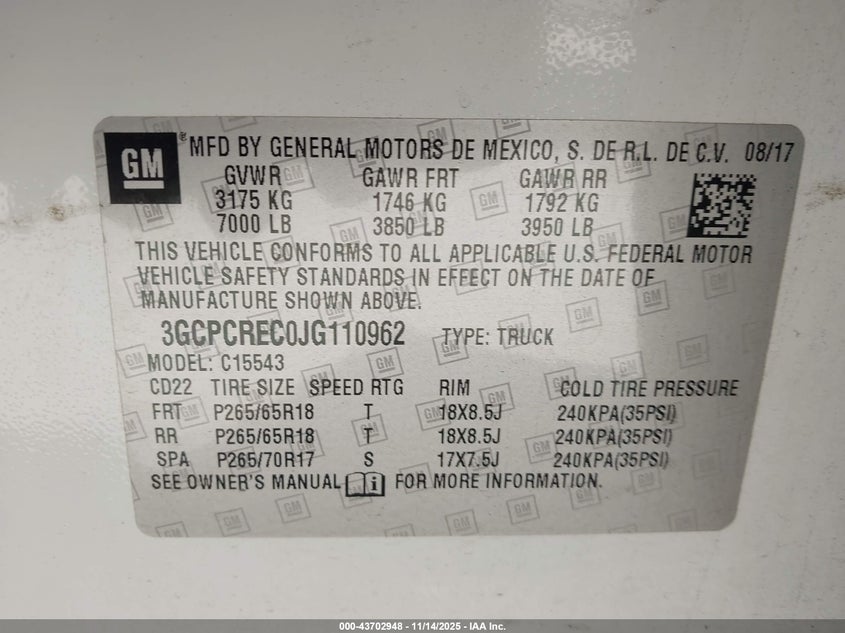 GM ® MFD BY GENERAL MOTORS DE MEXICO, S. DE R.L. DE C.V. 08/17
GVWR GAWR FRT GAWR RR
3175 KG 1746 KG 1792 KG
7000 LB 3850 LB 3950 LB
THIS VEHICLE CONFORMS TO ALL APPLICABLE U.S. FEDERAL MOTOR
VEHICLE SAFETY STANDARDS IN EFFECT ON THE DATE OF
MANUFACTURE SHOWN ABOVE.
3GCPCREC0JG110962 TYPE: TRUCK
MODEL: C15543
CD22 TIRE SIZE SPEED RTG RIM COLD TIRE PRESSURE
FRT P265/65R18 T 18X8.5J 240KPA(35PSI)
RR P265/65R18 T 18X8.5J 240KPA(35PSI)
SPA P265/70R17 S 17X7.5J 240KPA(35PSI)
SEE OWNER'S MANUAL i FOR MORE INFORMATION.
000-43702948 - 11/14/2025 - IAA Inc.